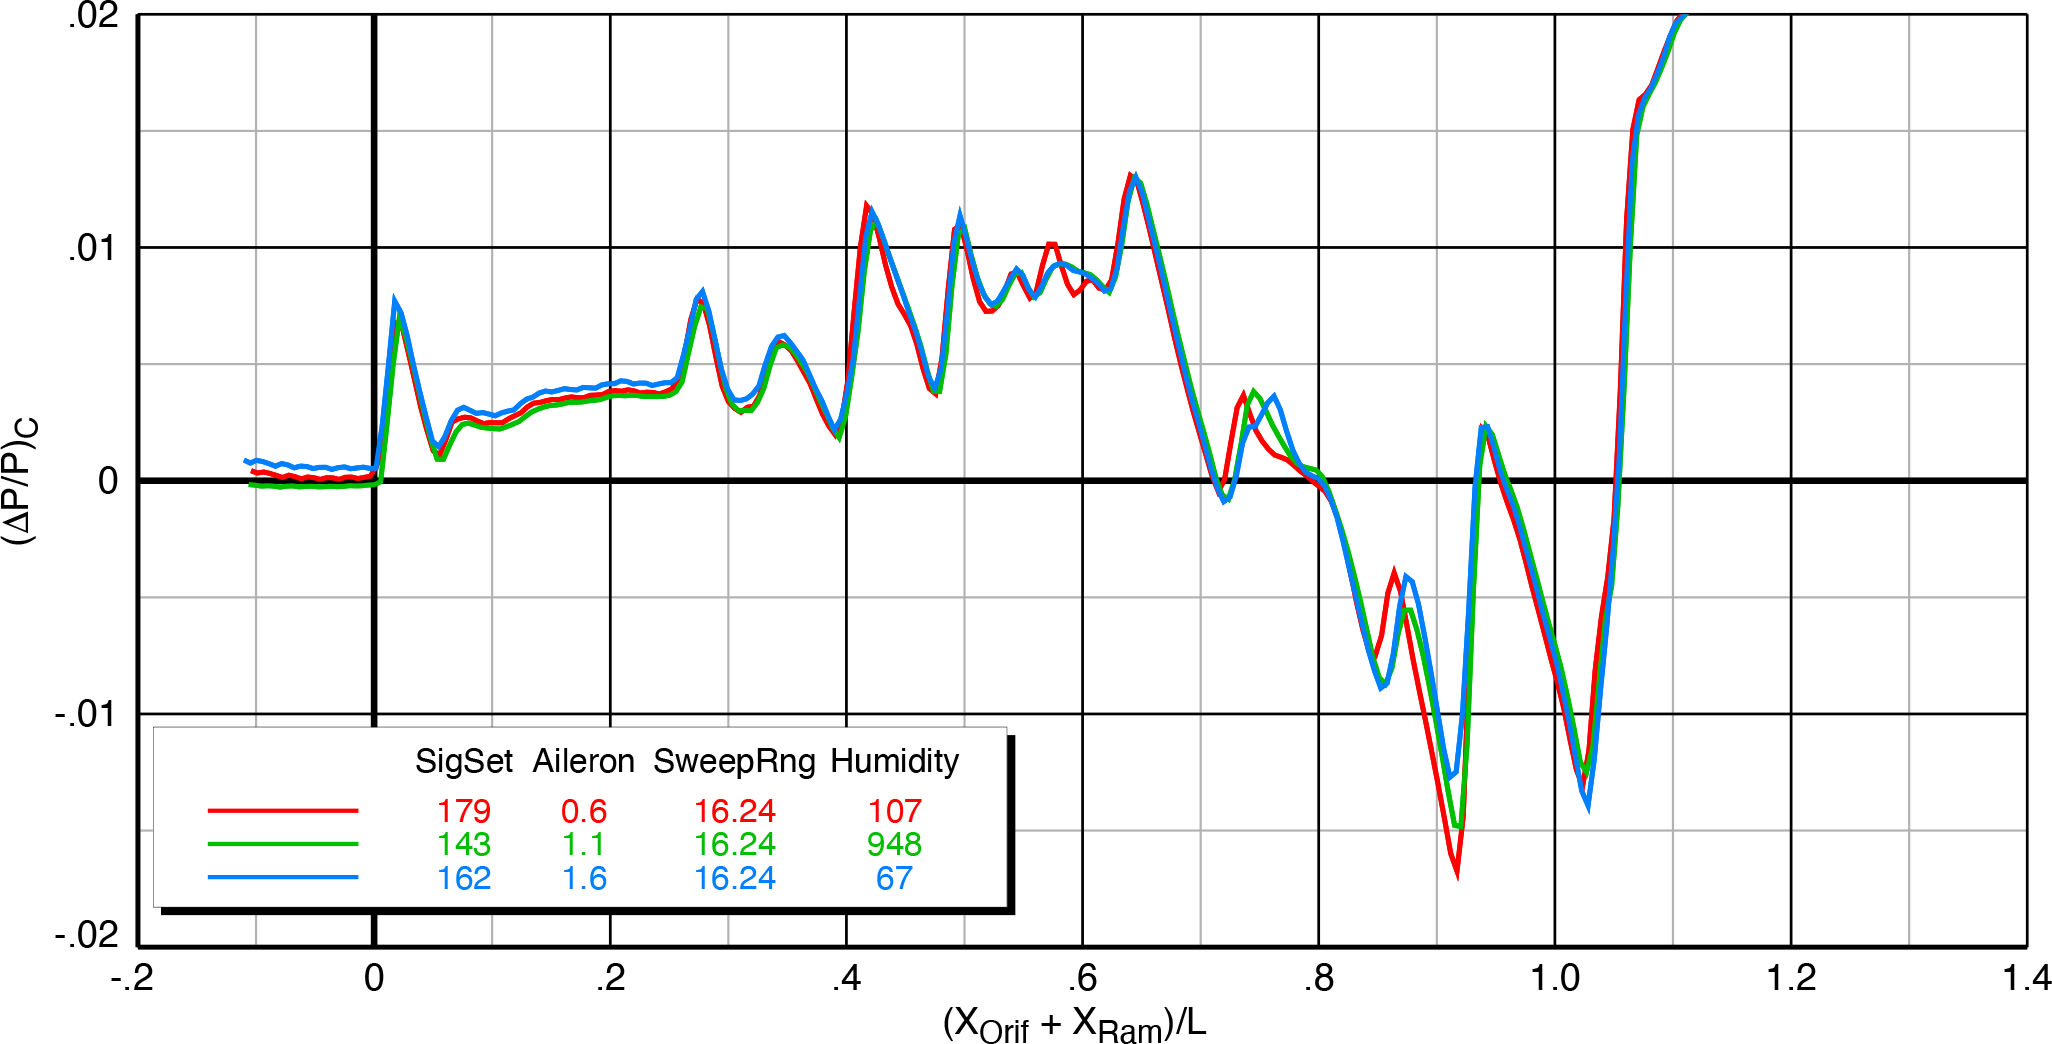 .02
.01
0
-.01
-.02
(ΔP/P)C
SigSet Aileron SweepRng Humidity
179 0.6 16.24 107
143 1.1 16.24 948
162 1.6 16.24 67
-.2 0 .2 .4 .6 .8 1.0 1.2 1.4
(XOrif + XRam)/L